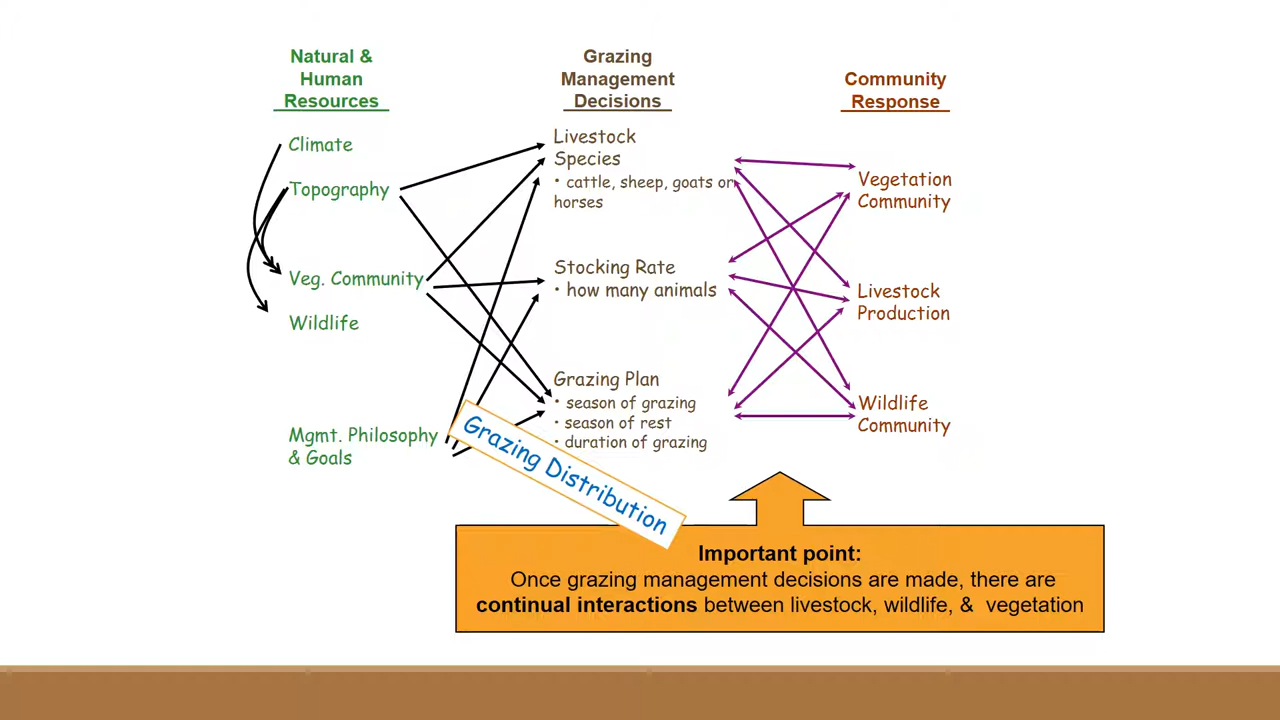 Natural &
Human
Resources
Climate
Topography
Veg. Community
Wildlife
Mgmt. Philosophy
& Goals
Grazing
Management
Decisions
Livestock
Species
• cattle, sheep, goats or
horses
Stocking Rate
• how many animals
Grazing Plan
• season of grazing
• season of rest
• duration of grazing
Grazing Distribution
Community
Response
Vegetation
Community
Livestock
Production
Wildlife
Community
Important point:
Once grazing management decisions are made, there are
continual interactions between livestock, wildlife, & vegetation